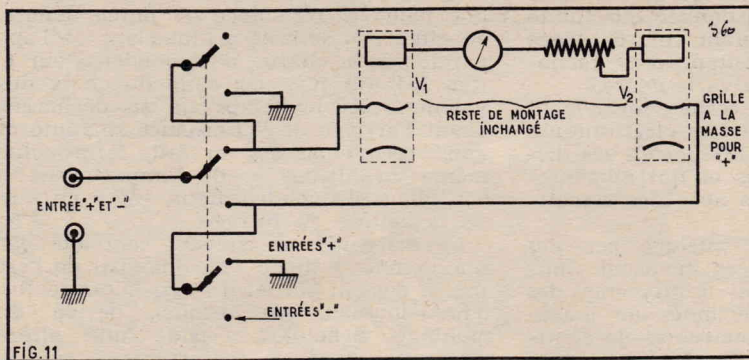 560
V1
V2
RESTE DE MONTAGE
INCHANGÉ
GRILLE
A LA
MASSE
POUR
"+"
ENTRÉE "+" ET "-"
ENTRÉES "+"
ENTRÉES "-"
FIG.11